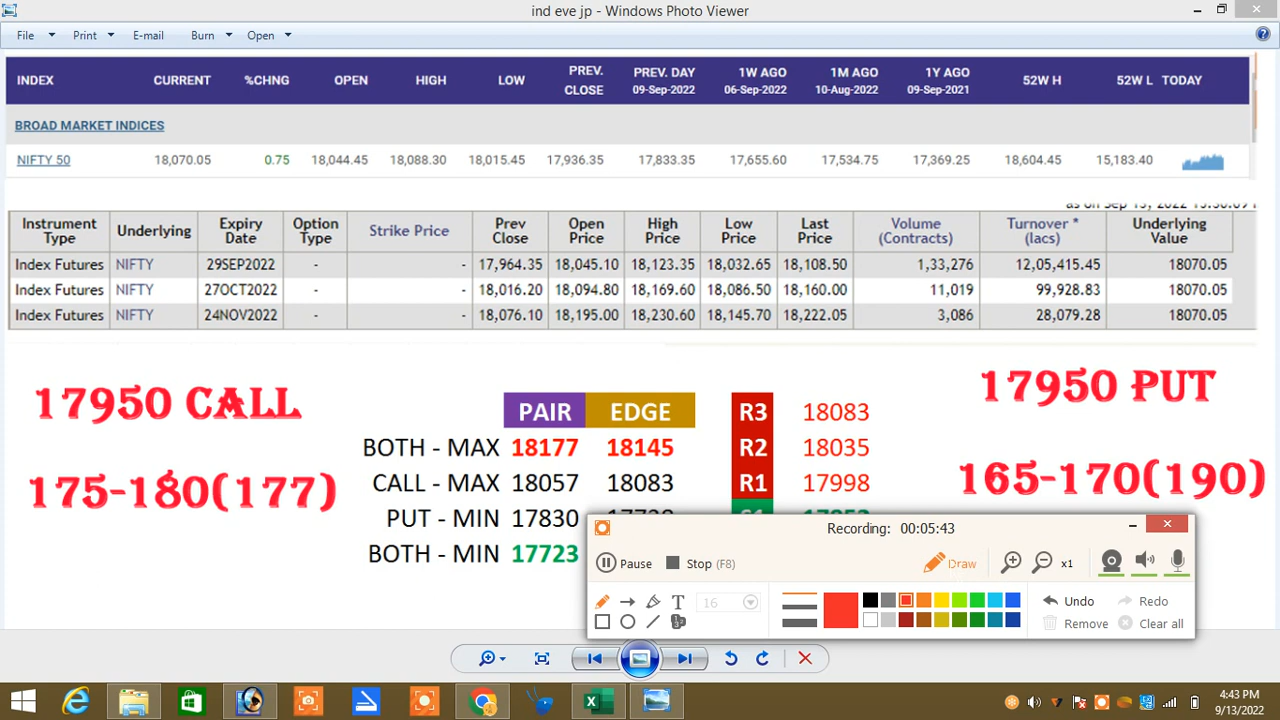 ind eve jp - Windows Photo Viewer
File Print E-mail Burn Open
INDEX CURRENT %CHNG OPEN HIGH LOW PREV. CLOSE PREV. DAY 09-Sep-2022 1W AGO 06-Sep-2022 1M AGO 10-Aug-2022 1Y AGO 09-Sep-2021 52W H 52W L TODAY
BROAD MARKET INDICES
NIFTY 50 18,070.05 0.75 18,044.45 18,088.30 18,015.45 17,936.35 17,833.35 17,655.60 17,534.75 17,369.25 18,604.45 15,183.40
Instrument Type Underlying Expiry Date Option Type Strike Price Prev Close Open Price High Price Low Price Last Price Volume (Contracts) Turnover * (lacs) Underlying Value
Index Futures NIFTY 29SEP2022 - - 17,964.35 18,045.10 18,123.35 18,032.65 18,108.50 1,33,276 12,05,415.45 18070.05
Index Futures NIFTY 27OCT2022 - - 18,016.20 18,094.80 18,169.60 18,086.50 18,160.00 11,019 99,928.83 18070.05
Index Futures NIFTY 24NOV2022 - - 18,076.10 18,195.00 18,230.60 18,145.70 18,222.05 3,086 28,079.28 18070.05
17950 CALL
175-180(177)
PAIR EDGE
BOTH - MAX 18177 18145
CALL - MAX 18057 18083
PUT - MIN 17830
BOTH - MIN 17723
R3 18083
R2 18035
R1 17998
17950 PUT
165-170(190)
Recording: 00:05:43
Pause Stop (F8) Draw x1
T 16 Undo Redo
Remove Clear all
4:43 PM
9/13/2022